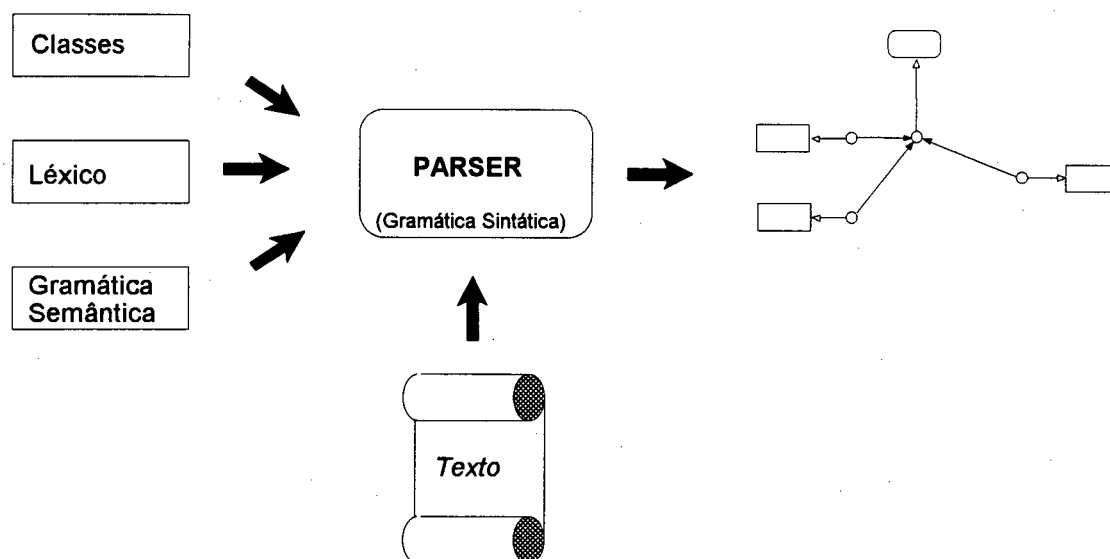 Classes
Léxico
Gramática
Semântica
PARSER
(Gramática Sintática)
Texto